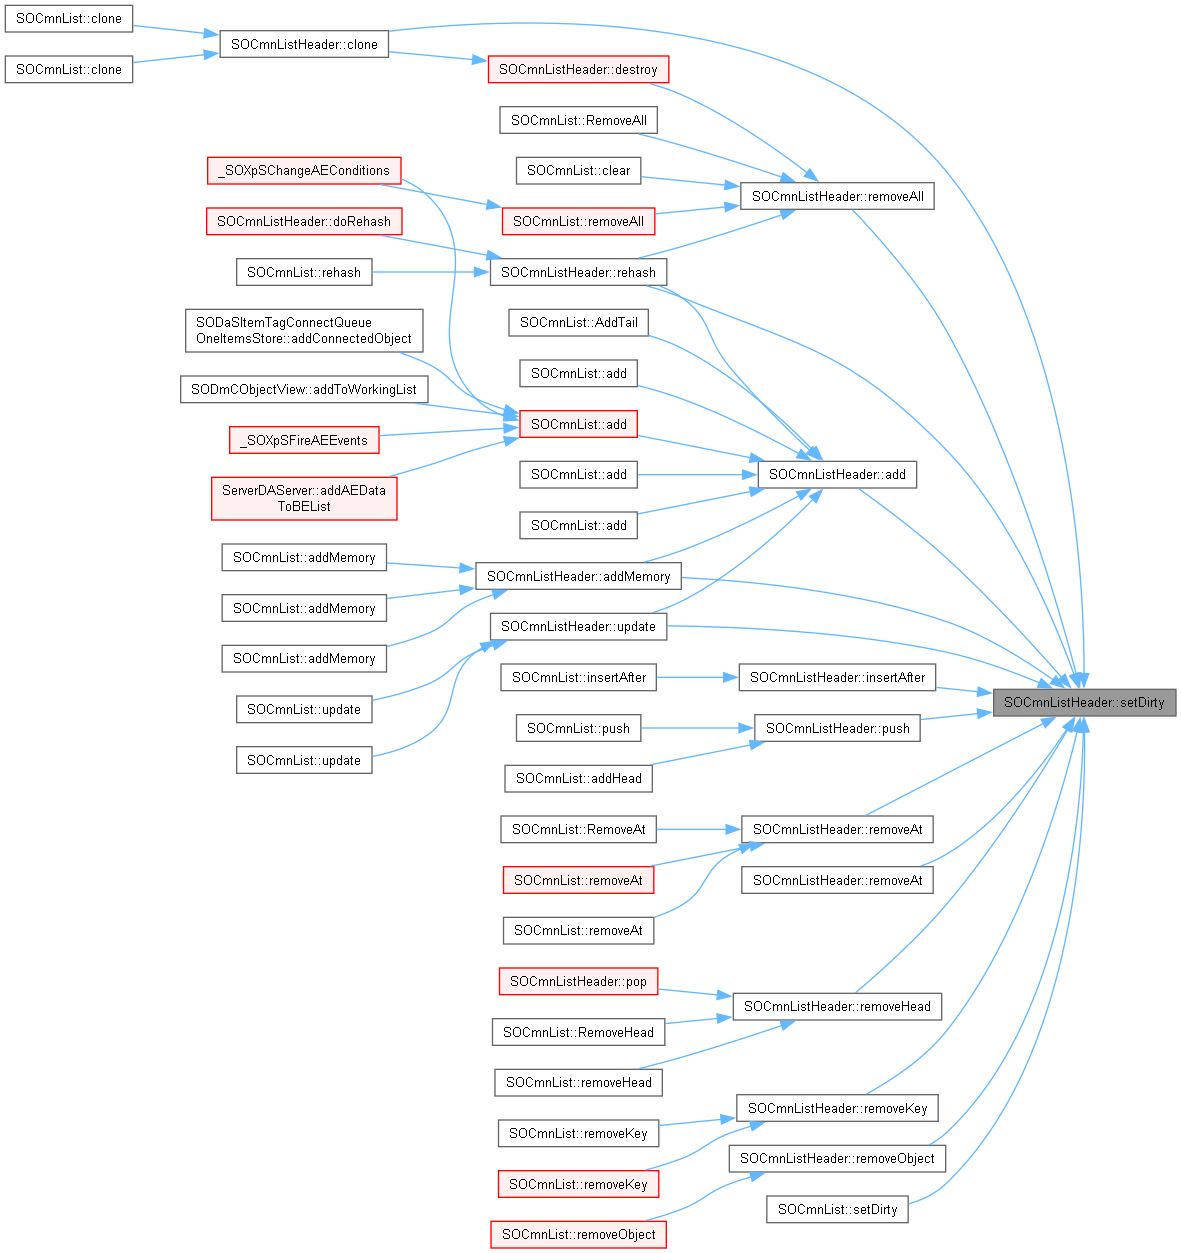 SOCmnList::clone
SOCmnListHeader::clone
SOCmnList::clone
SOCmnListHeader::destroy
SOCmnList::RemoveAll
_SOXpSChangeAEConditions
SOCmnList::clear
SOCmnListHeader::removeAll
SOCmnListHeader::doRehash
SOCmnList::removeAll
SOCmnList::rehash
SOCmnListHeader::rehash
SODaSItemTagConnectQueue
OneItemsStore::addConnectedObject
SOCmnList::AddTail
SOCmnList::add
SODmCObjectView::addToWorkingList
SOCmnList::add
_SOXpSFireAEEvents
SOCmnList::add
SOCmnListHeader::add
ServerDAServer::addAEData
ToBEList
SOCmnList::add
SOCmnList::addMemory
SOCmnListHeader::addMemory
SOCmnList::addMemory
SOCmnListHeader::update
SOCmnList::addMemory
SOCmnList::insertAfter
SOCmnListHeader::insertAfter
SOCmnListHeader::setDirty
SOCmnList::update
SOCmnList::push
SOCmnListHeader::push
SOCmnList::update
SOCmnList::addHead
SOCmnList::RemoveAt
SOCmnListHeader::removeAt
SOCmnList::removeAt
SOCmnListHeader::removeAt
SOCmnList::removeAt
SOCmnListHeader::pop
SOCmnListHeader::removeHead
SOCmnList::RemoveHead
SOCmnList::removeHead
SOCmnListHeader::removeKey
SOCmnList::removeKey
SOCmnListHeader::removeObject
SOCmnList::removeKey
SOCmnList::setDirty
SOCmnList::removeObject